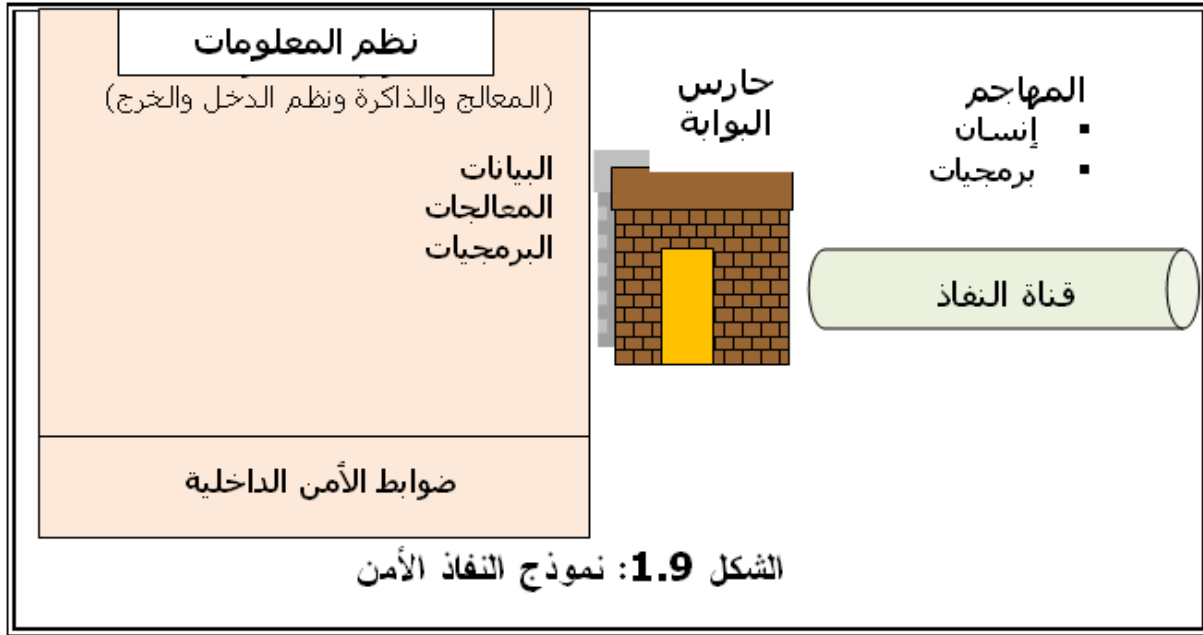 المهاجم
▪ إنسان
▪ برمجيات
قناة النفاذ
حارس
البوابة
نظم المعلومات
(المعالج والذاكرة ونظم الدخل والخرج)
البيانات
المعالجات
البرمجيات
ضوابط الأمن الداخلية
الشكل 1.9: نموذج النفاذ الأمن